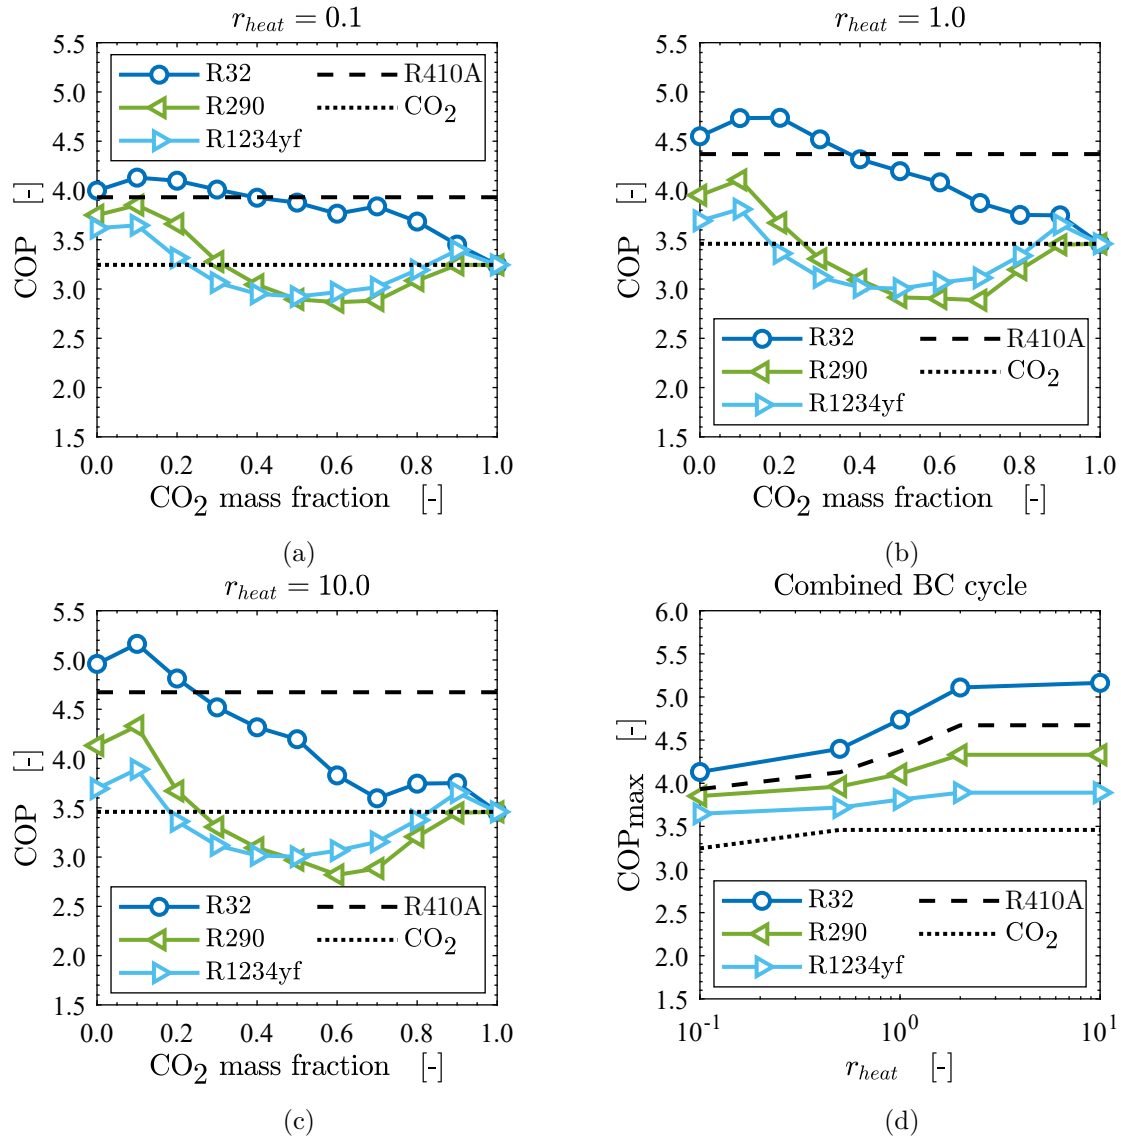 r_heat = 0.1
5.5
5.0
4.5
4.0
3.5
3.0
2.5
2.0
1.5
COP [-]
R32 R410A
R290 CO2
R1234yf
0.0 0.2 0.4 0.6 0.8 1.0
CO2 mass fraction [-]
(a)
r_heat = 1.0
5.5
5.0
4.5
4.0
3.5
3.0
2.5
2.0
1.5
COP [-]
R32 R410A
R290 CO2
R1234yf
0.0 0.2 0.4 0.6 0.8 1.0
CO2 mass fraction [-]
(b)
r_heat = 10.0
5.5
5.0
4.5
4.0
3.5
3.0
2.5
2.0
1.5
COP [-]
R32 R410A
R290 CO2
R1234yf
0.0 0.2 0.4 0.6 0.8 1.0
CO2 mass fraction [-]
(c)
Combined BC cycle
6.0
5.5
5.0
4.5
4.0
3.5
3.0
2.5
2.0
1.5
COPmax [-]
R32 R410A
R290 CO2
R1234yf
10^-1 10^0 10^1
r_heat [-]
(d)